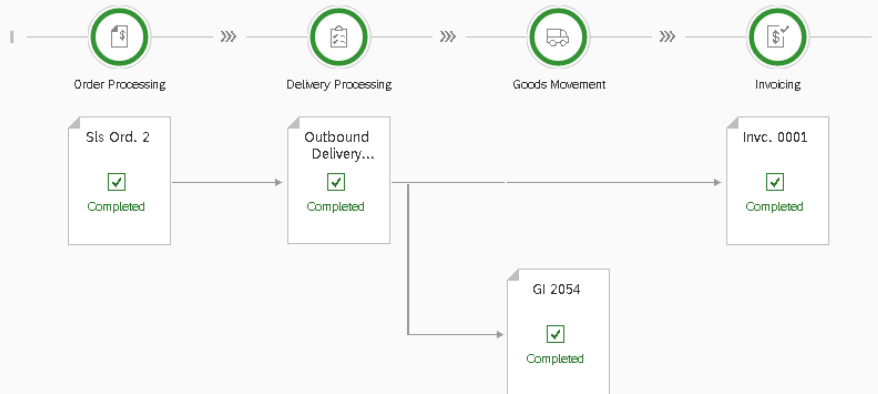 Order Processing
Delivery Processing
Goods Movement
Invoicing
Sls Ord. 2
Completed
Outbound
Delivery...
Completed
Invc. 0001
Completed
GI 2054
Completed